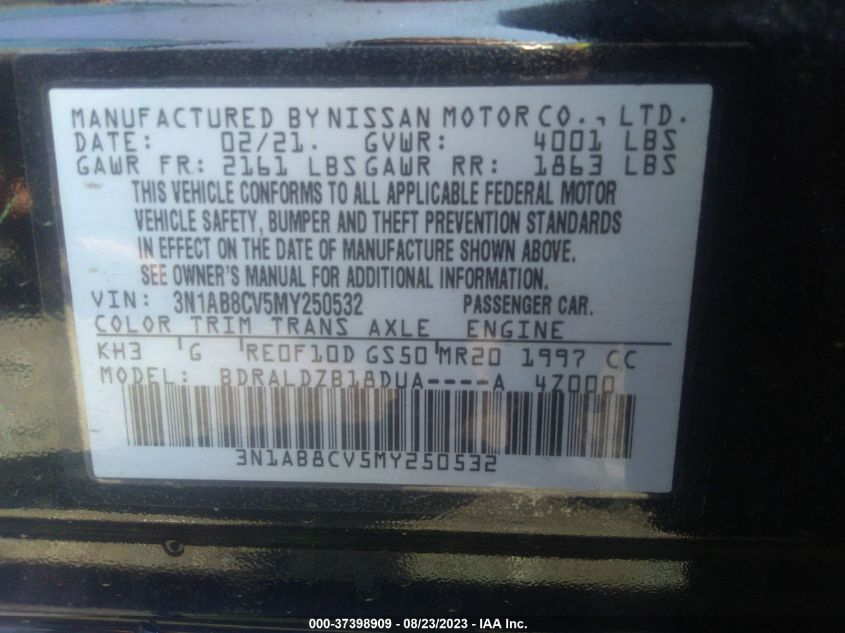 MANUFACTURED BY NISSAN MOTOR CO., LTD.
DATE: 02/21. GVWR: 4001 LBS
GAWR FR: 2161 LBS GAWR RR: 1863 LBS
THIS VEHICLE CONFORMS TO ALL APPLICABLE FEDERAL MOTOR
VEHICLE SAFETY, BUMPER AND THEFT PREVENTION STANDARDS
IN EFFECT ON THE DATE OF MANUFACTURE SHOWN ABOVE.
SEE OWNER'S MANUAL FOR ADDITIONAL INFORMATION.
VIN: 3N1AB8CV5MY250532 PASSENGER CAR.
COLOR TRIM TRANS AXLE ENGINE
KH3 G RE0F10D GS50 MR20 1997 CC
MODEL: BDRALDZB18DUA----A 4Z000
3N1AB8CV5MY250532
000-37398909 - 08/23/2023 - IAA Inc.